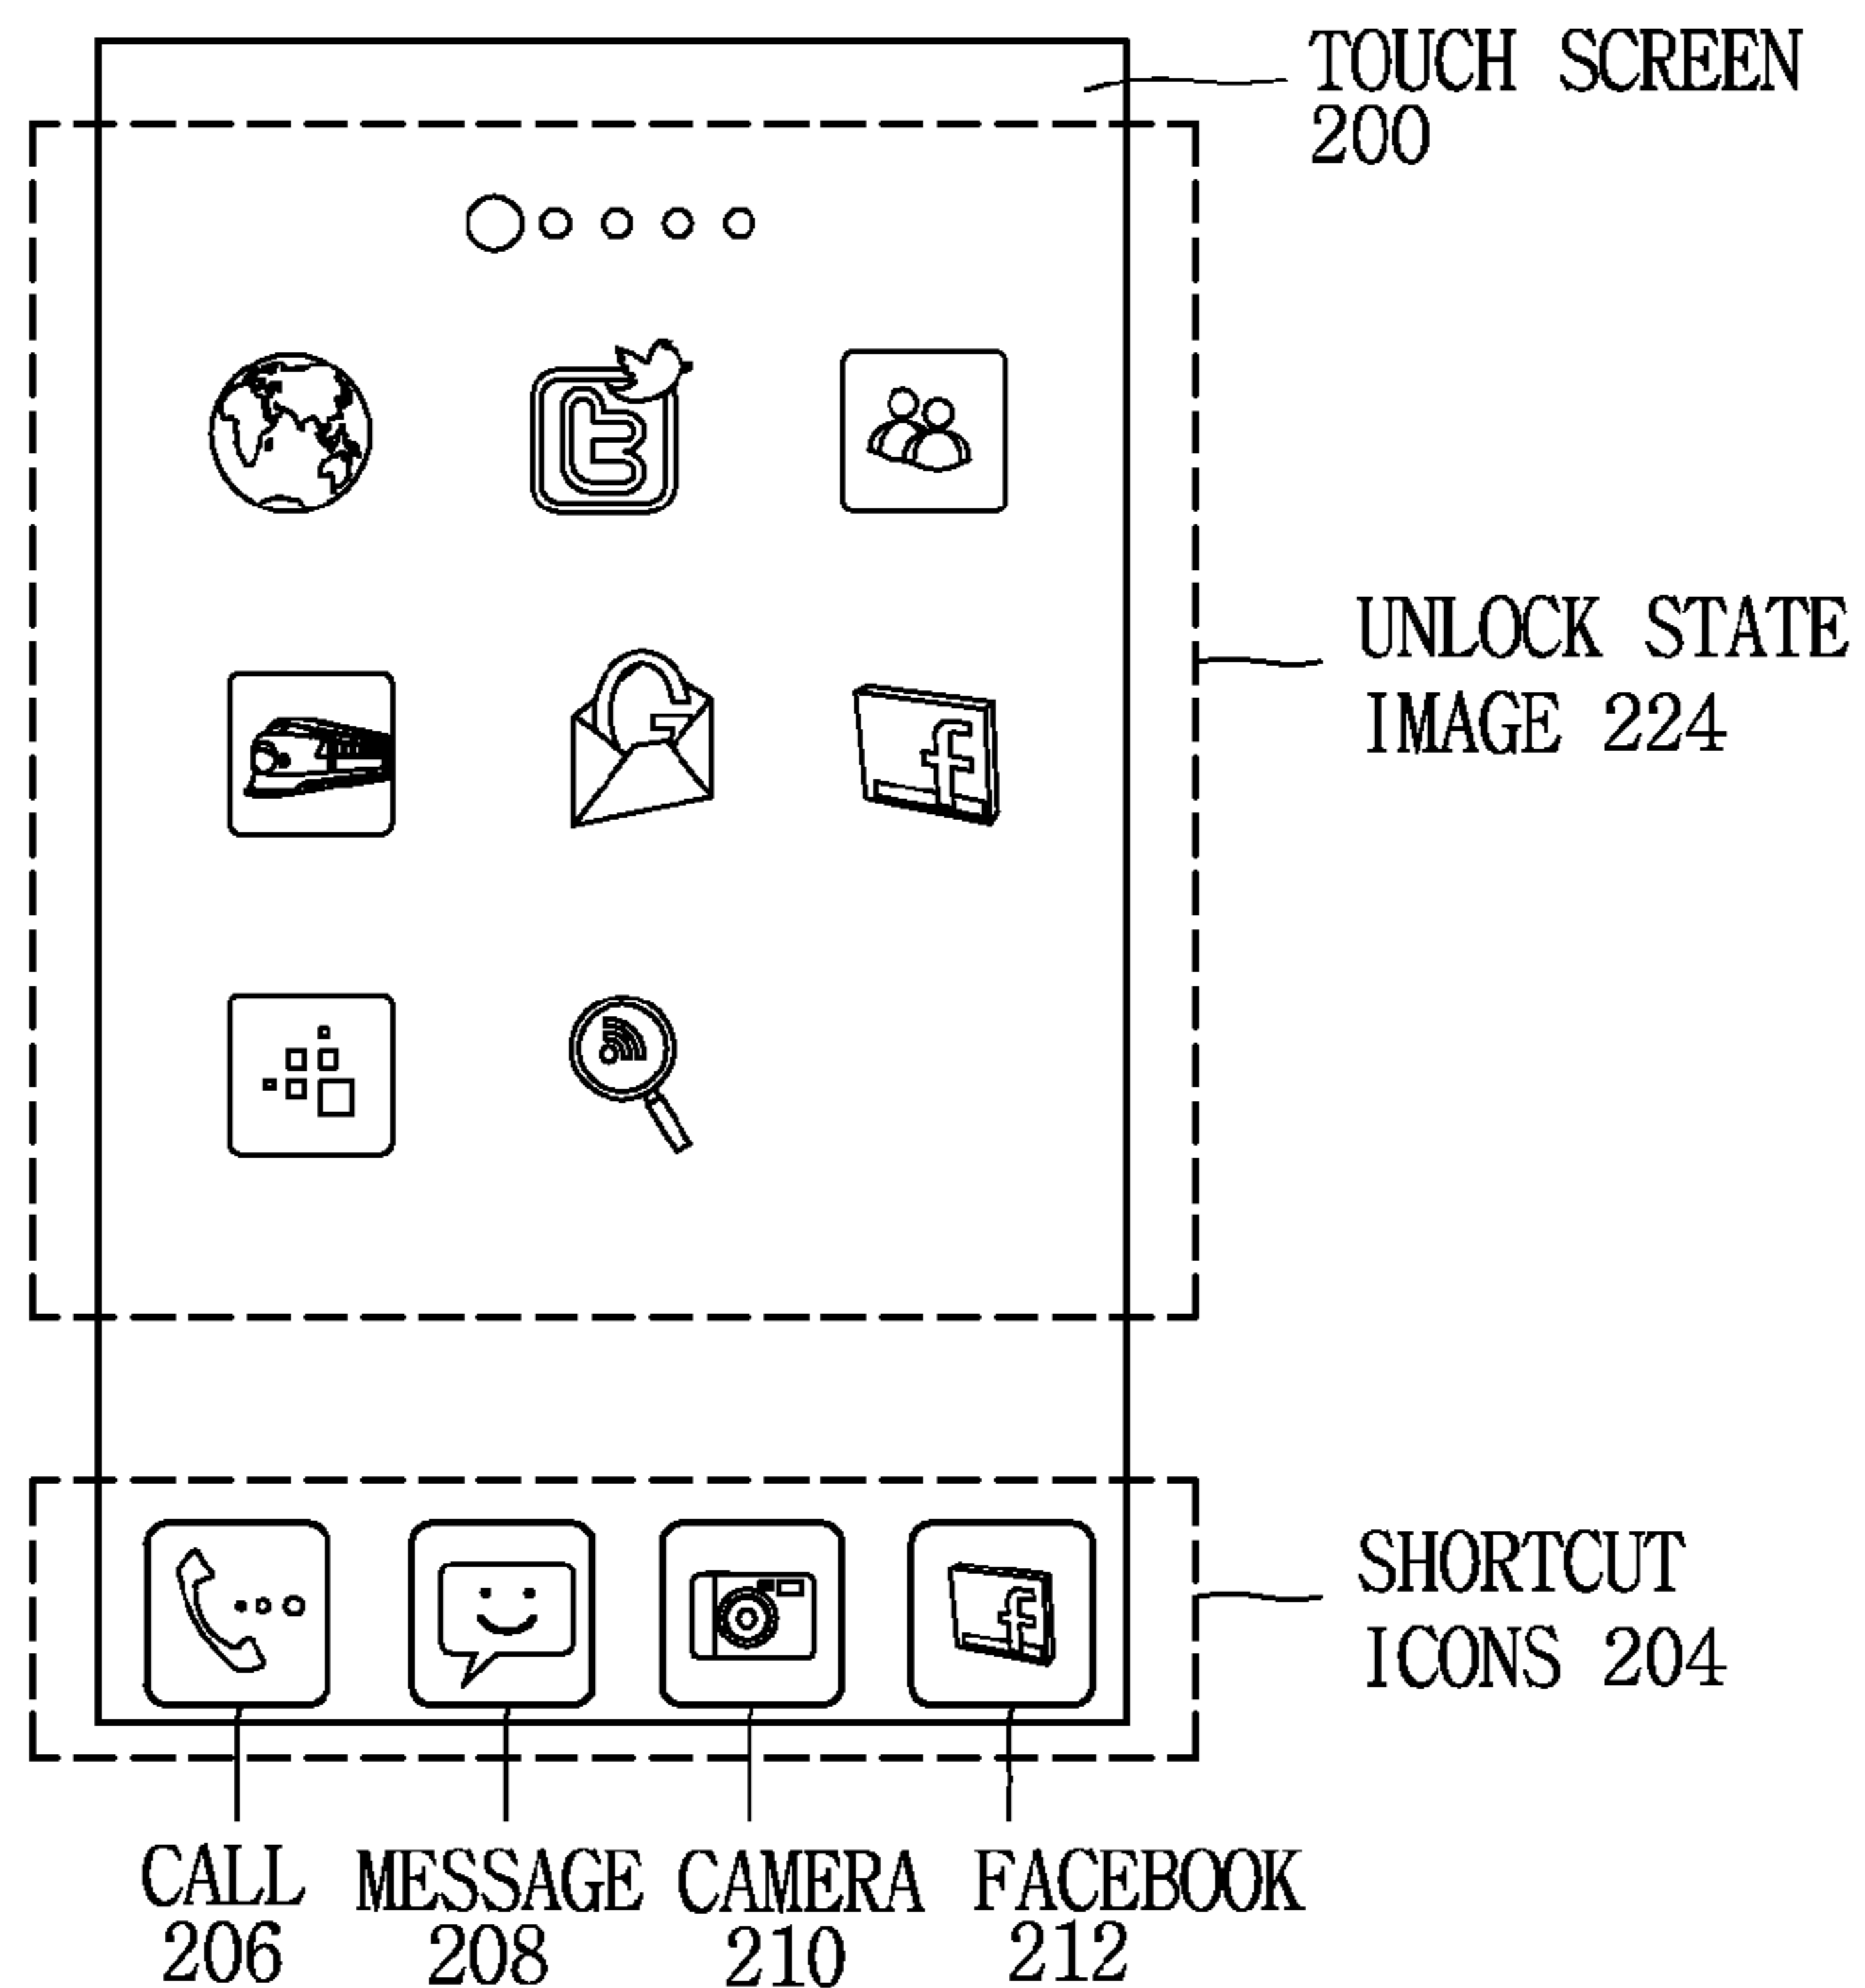 TOUCH SCREEN
200
UNLOCK STATE
IMAGE 224
SHORTCUT
ICONS 204
CALL
206
MESSAGE
208
CAMERA
210
FACEBOOK
212